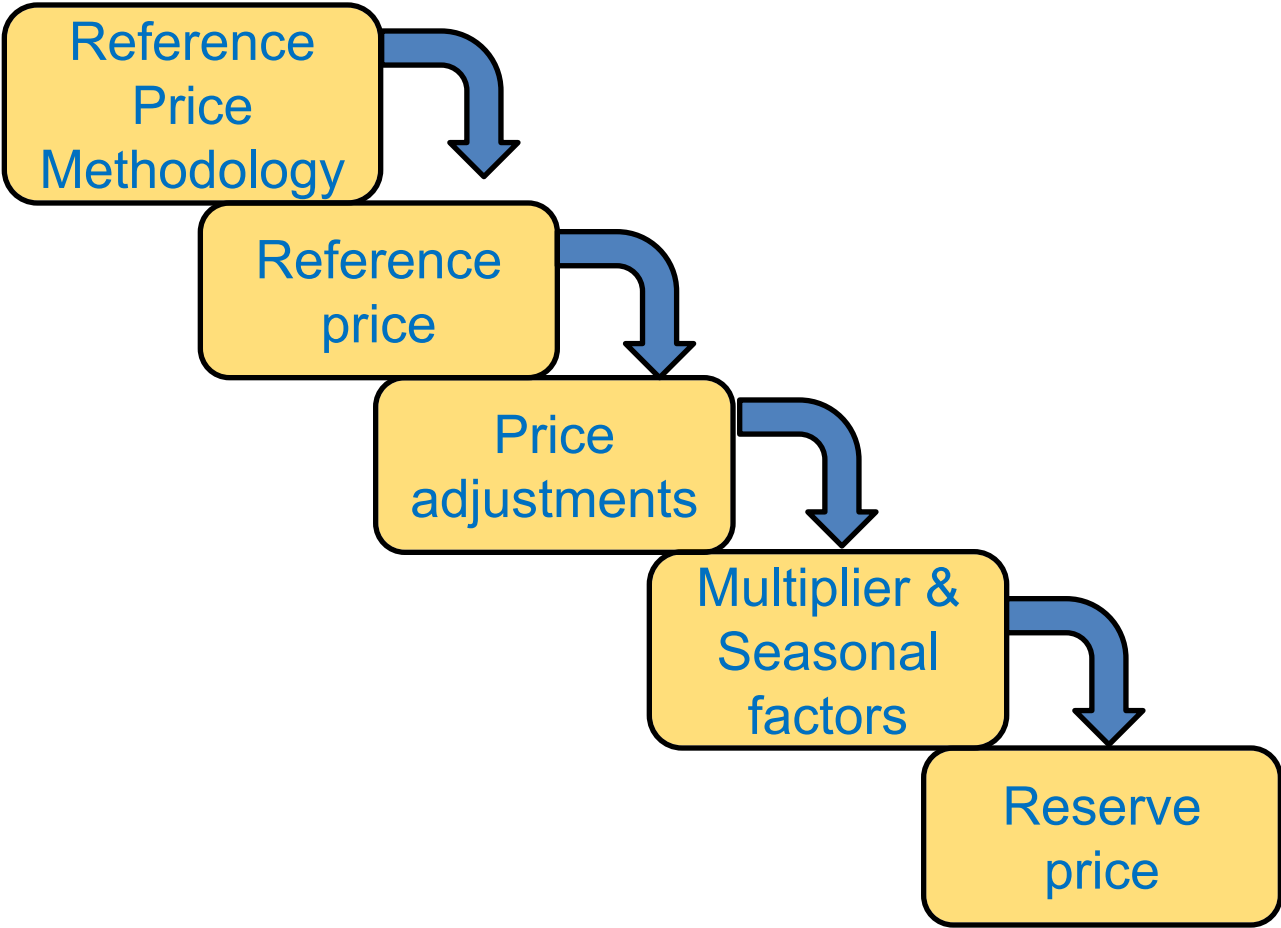 Reference
Price
Methodology
Reference
price
Price
adjustments
Multiplier &
Seasonal
factors
Reserve
price